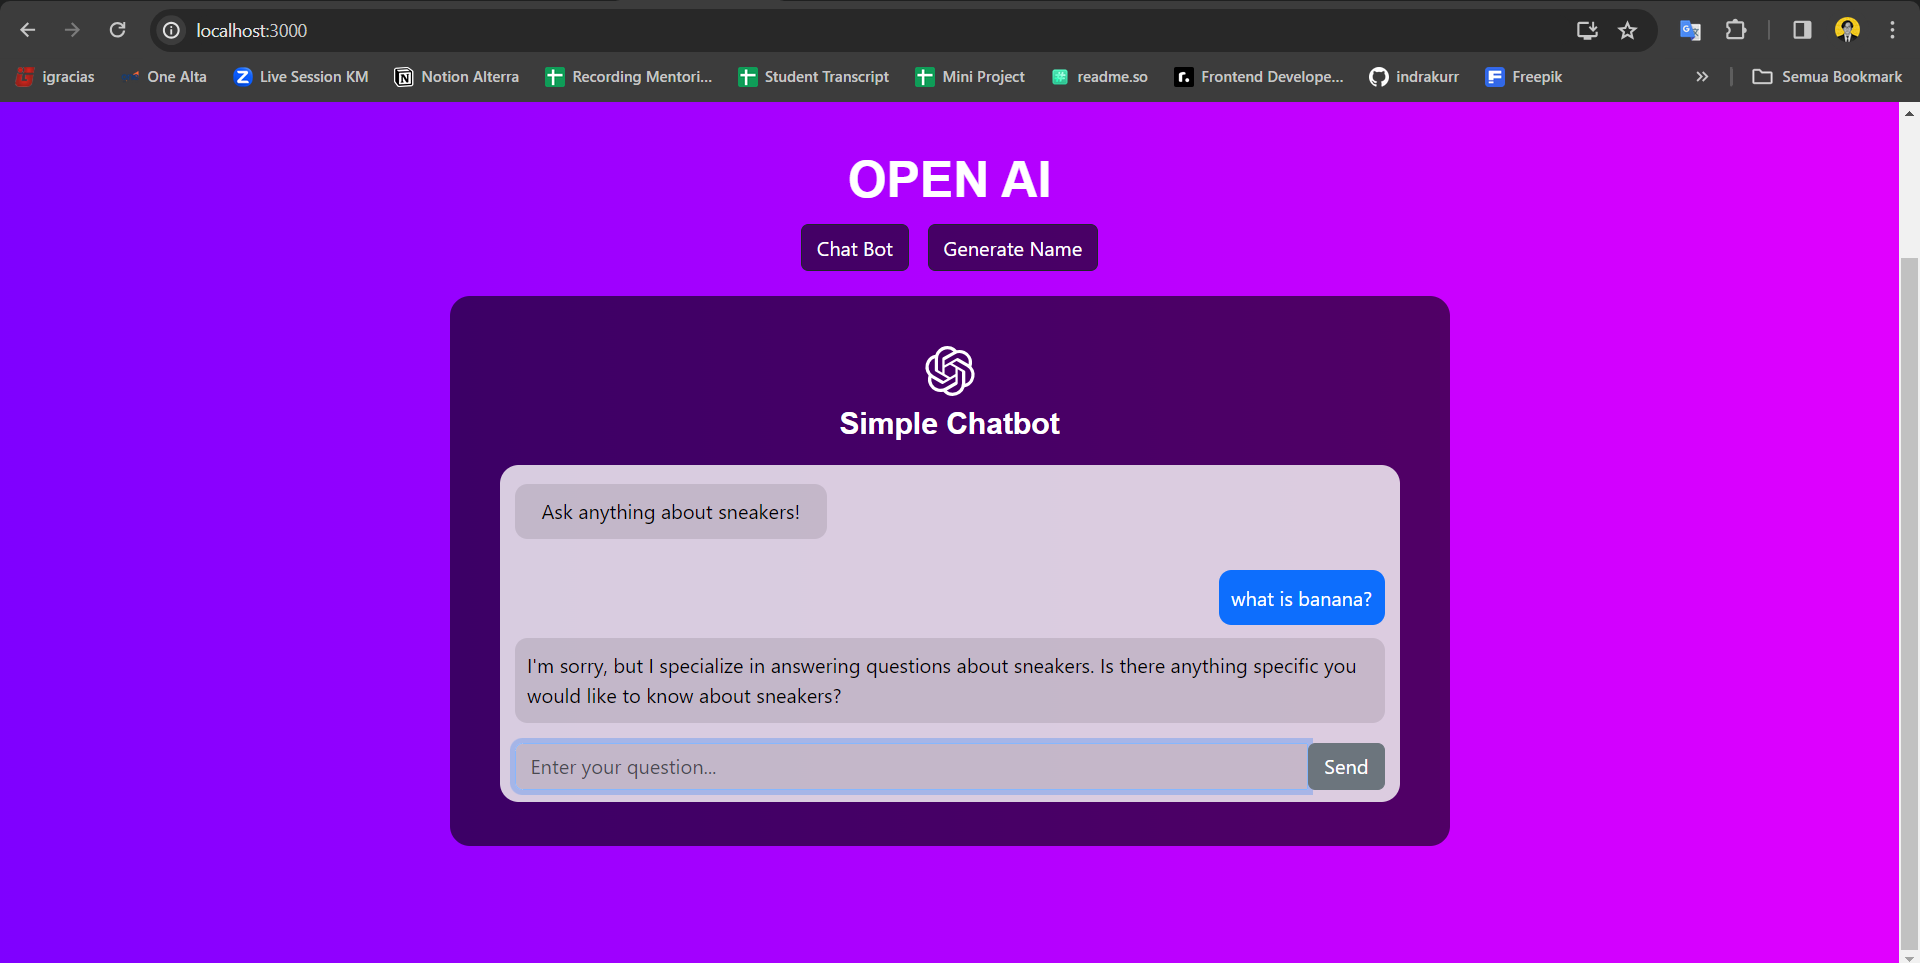 localhost:3000
igracias
One Alta
Live Session KM
Notion Alterra
Recording Mentori...
Student Transcript
Mini Project
readme.so
Frontend Develope...
indrakurr
Freepik
Semua Bookmark
OPEN AI
Chat Bot
Generate Name
Simple Chatbot
Ask anything about sneakers!
what is banana?
I'm sorry, but I specialize in answering questions about sneakers. Is there anything specific you
would like to know about sneakers?
Enter your question...
Send